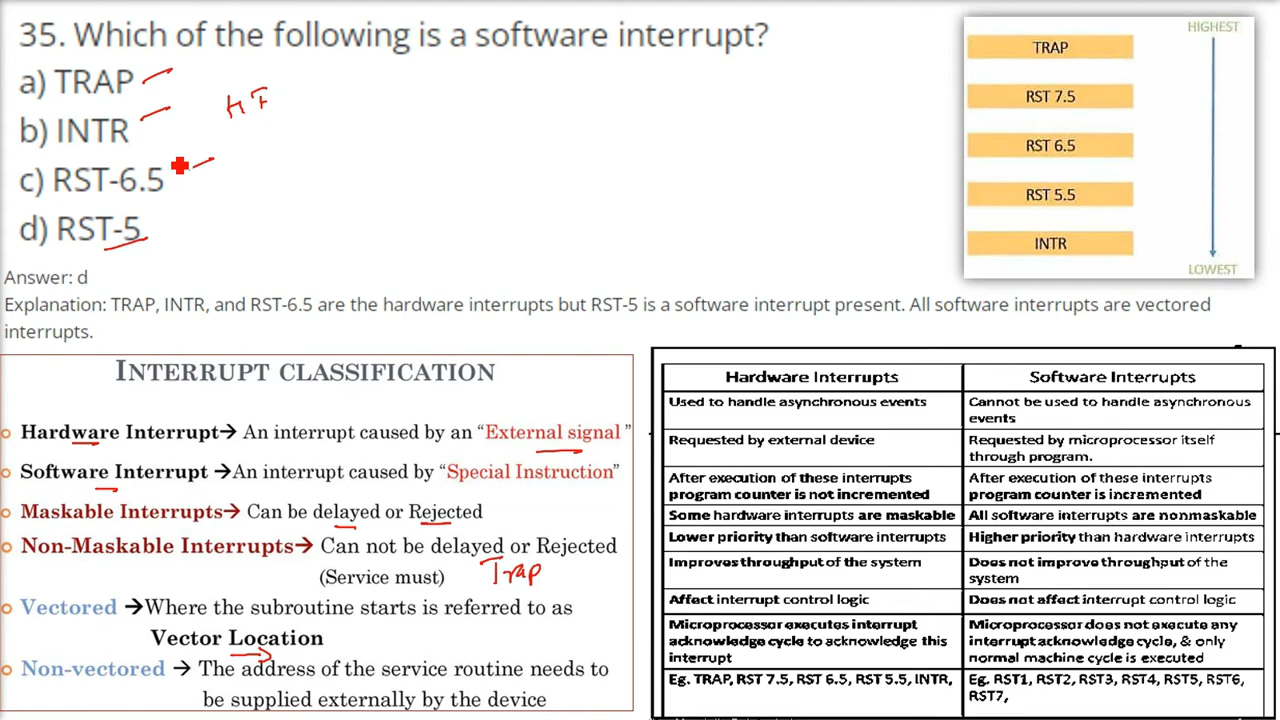 35. Which of the following is a software interrupt?
a) TRAP
b) INTR
c) RST-6.5
d) RST-5
HIGHEST
TRAP
RST 7.5
RST 6.5
RST 5.5
INTR
LOWEST
Answer: d
Explanation: TRAP, INTR, and RST-6.5 are the hardware interrupts but RST-5 is a software interrupt present. All software interrupts are vectored
interrupts.
INTERRUPT CLASSIFICATION
Hardware Interrupt→ An interrupt caused by an “External signal”
Software Interrupt →An interrupt caused by “Special Instruction”
Maskable Interrupts→ Can be delayed or Rejected
Non-Maskable Interrupts→ Can not be delayed or Rejected
(Service must)
Trap
Vectored →Where the subroutine starts is referred to as
Vector Location
Non-vectored → The address of the service routine needs to
be supplied externally by the device
Hardware Interrupts
Software Interrupts
Used to handle asynchronous events
Cannot be used to handle asynchronous
events
Requested by external device
Requested by microprocessor itself
through program.
After execution of these interrupts
program counter is not incremented
After execution of these interrupts
program counter is incremented
Some hardware interrupts are maskable
All software interrupts are nonmaskable
Lower priority than software interrupts
Higher priority than hardware interrupts
Improves throughput of the system
Does not improve throughput of the
system
Affect interrupt control logic
Does not affect interrupt control logic
Microprocessor executes interrupt
acknowledge cycle to acknowledge this
interrupt
Microprocessor does not execute any
interrupt acknowledge cycle, & only
normal machine cycle is executed
Eg. TRAP, RST 7.5, RST 6.5, RST 5.5, INTR,
Eg. RST1, RST2, RST3, RST4, RST5, RST6,
RST7,